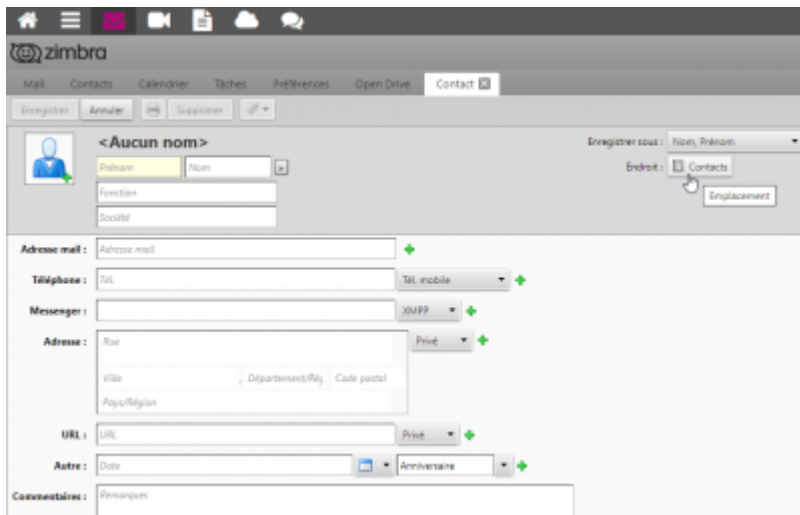 zimbra
Mail Contacts Calendrier Tâches Préférences Open Drive Contact
Enregistrer Annuler Supprimer
<Aucun nom>
Enregistrer sous : Nom, Prénom
Prénom Nom
Endroit : Contacts
Fonction
Emplacement
Société
Adresse mail : Adresse mail
Téléphone : Tél. Tél. mobile
Messenger : XMPP
Adresse : Rue Privé
Ville , Département/Rég Code postal
Pays/Région
URL : URL Privé
Autre : Date Anniversaire
Commentaires : Remarques